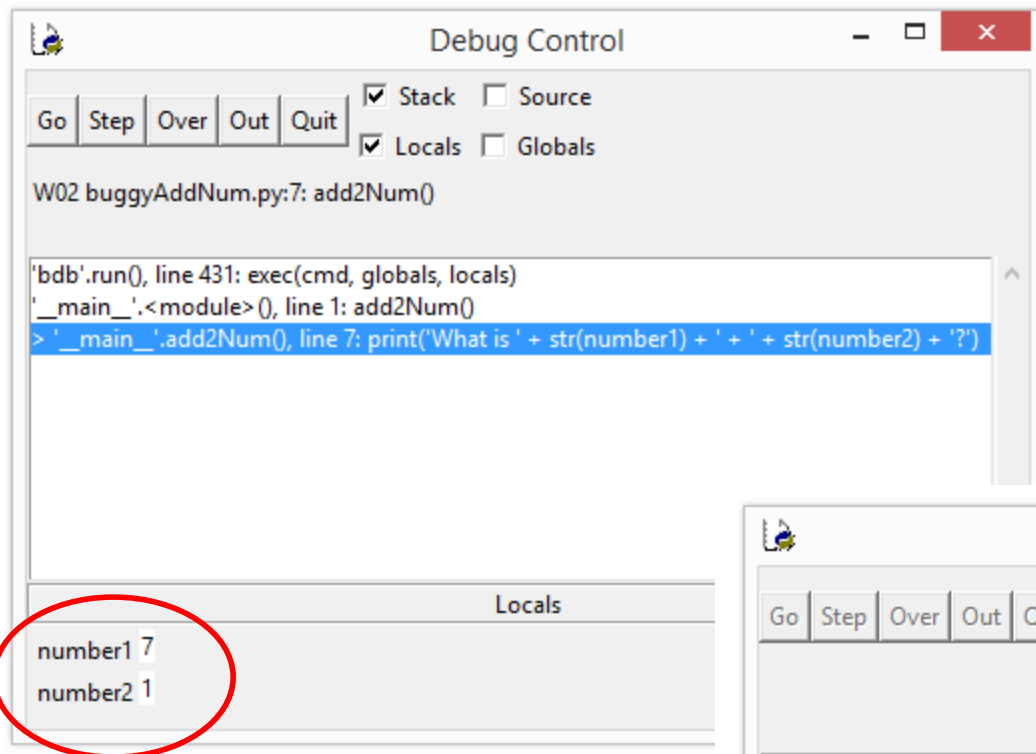 Debug Control
Go Step Over Out Quit
Stack Source
Locals Globals
W02 buggyAddNum.py:7: add2Num()
'bdb'.run(), line 431: exec(cmd, globals, locals)
'__main__'.<module>(), line 1: add2Num()
> '__main__'.add2Num(), line 7: print('What is ' + str(number1) + ' + ' + str(number2) + '?')
Locals
number1 7
number2 1
Go Step Over Out